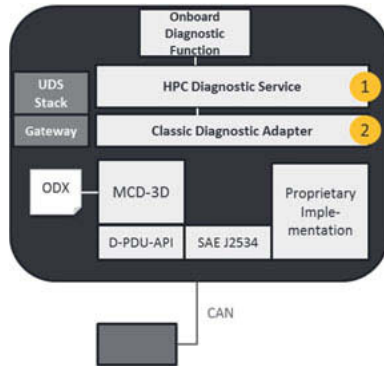 Onboard
Diagnostic
Function
UDS
Stack
HPC Diagnostic Service
1
Gateway
Classic Diagnostic Adapter
2
ODX
MCD-3D
Proprietary
Imple-
mentation
D-PDU-API
SAE J2534
CAN